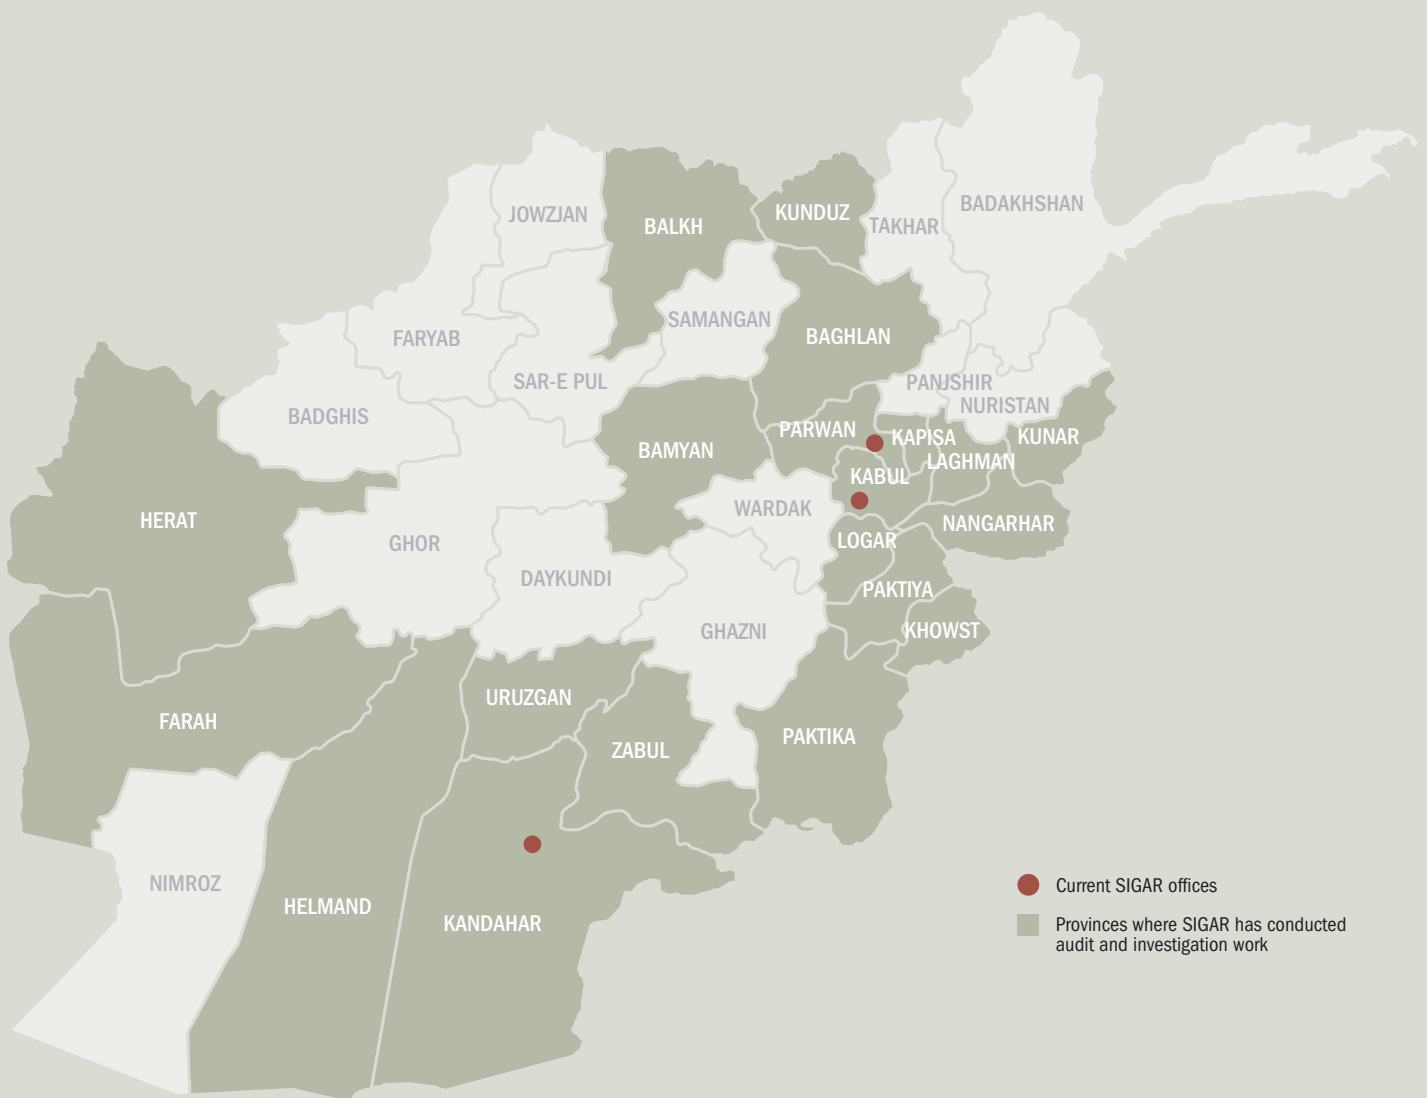 BADAKHSHAN
JOWZJAN
KUNDUZ
BALKH
TAKHAR
SAMANGAN
FARYAB
BAGHLAN
SAR-E PUL
PANJSHIR
NURISTAN
BADGHIS
PARWAN
KAPISA
KUNAR
BAMYAN
LAGHMAN
KABUL
WARDAK
HERAT
NANGARHAR
LOGAR
GHOR
DAYKUNDI
PAKTIYA
GHAZNI
KHOWST
URUZGAN
FARAH
PAKTIKA
ZABUL
NIMROZ
HELMAND
KANDAHAR
Current SIGAR offices
Provinces where SIGAR has conducted
audit and investigation work